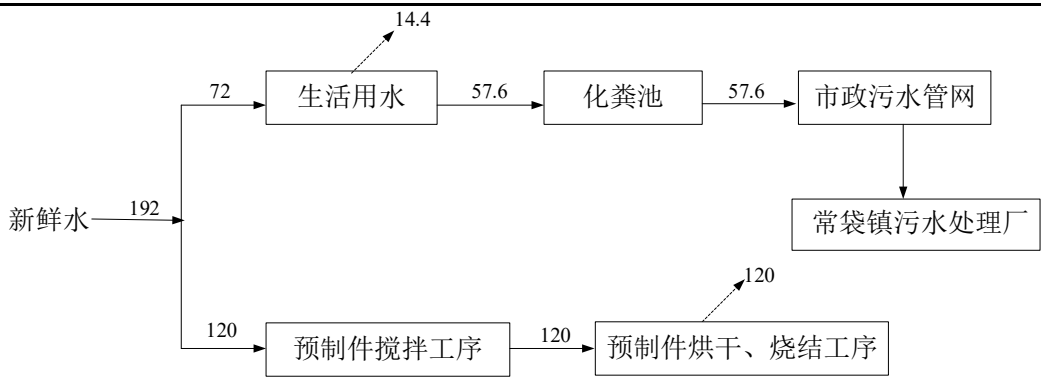 14.4
72
生活用水
57.6
化粪池
57.6
市政污水管网
新鲜水
192
常袋镇污水处理厂
120
120
预制件搅拌工序
120
预制件烘干、烧结工序